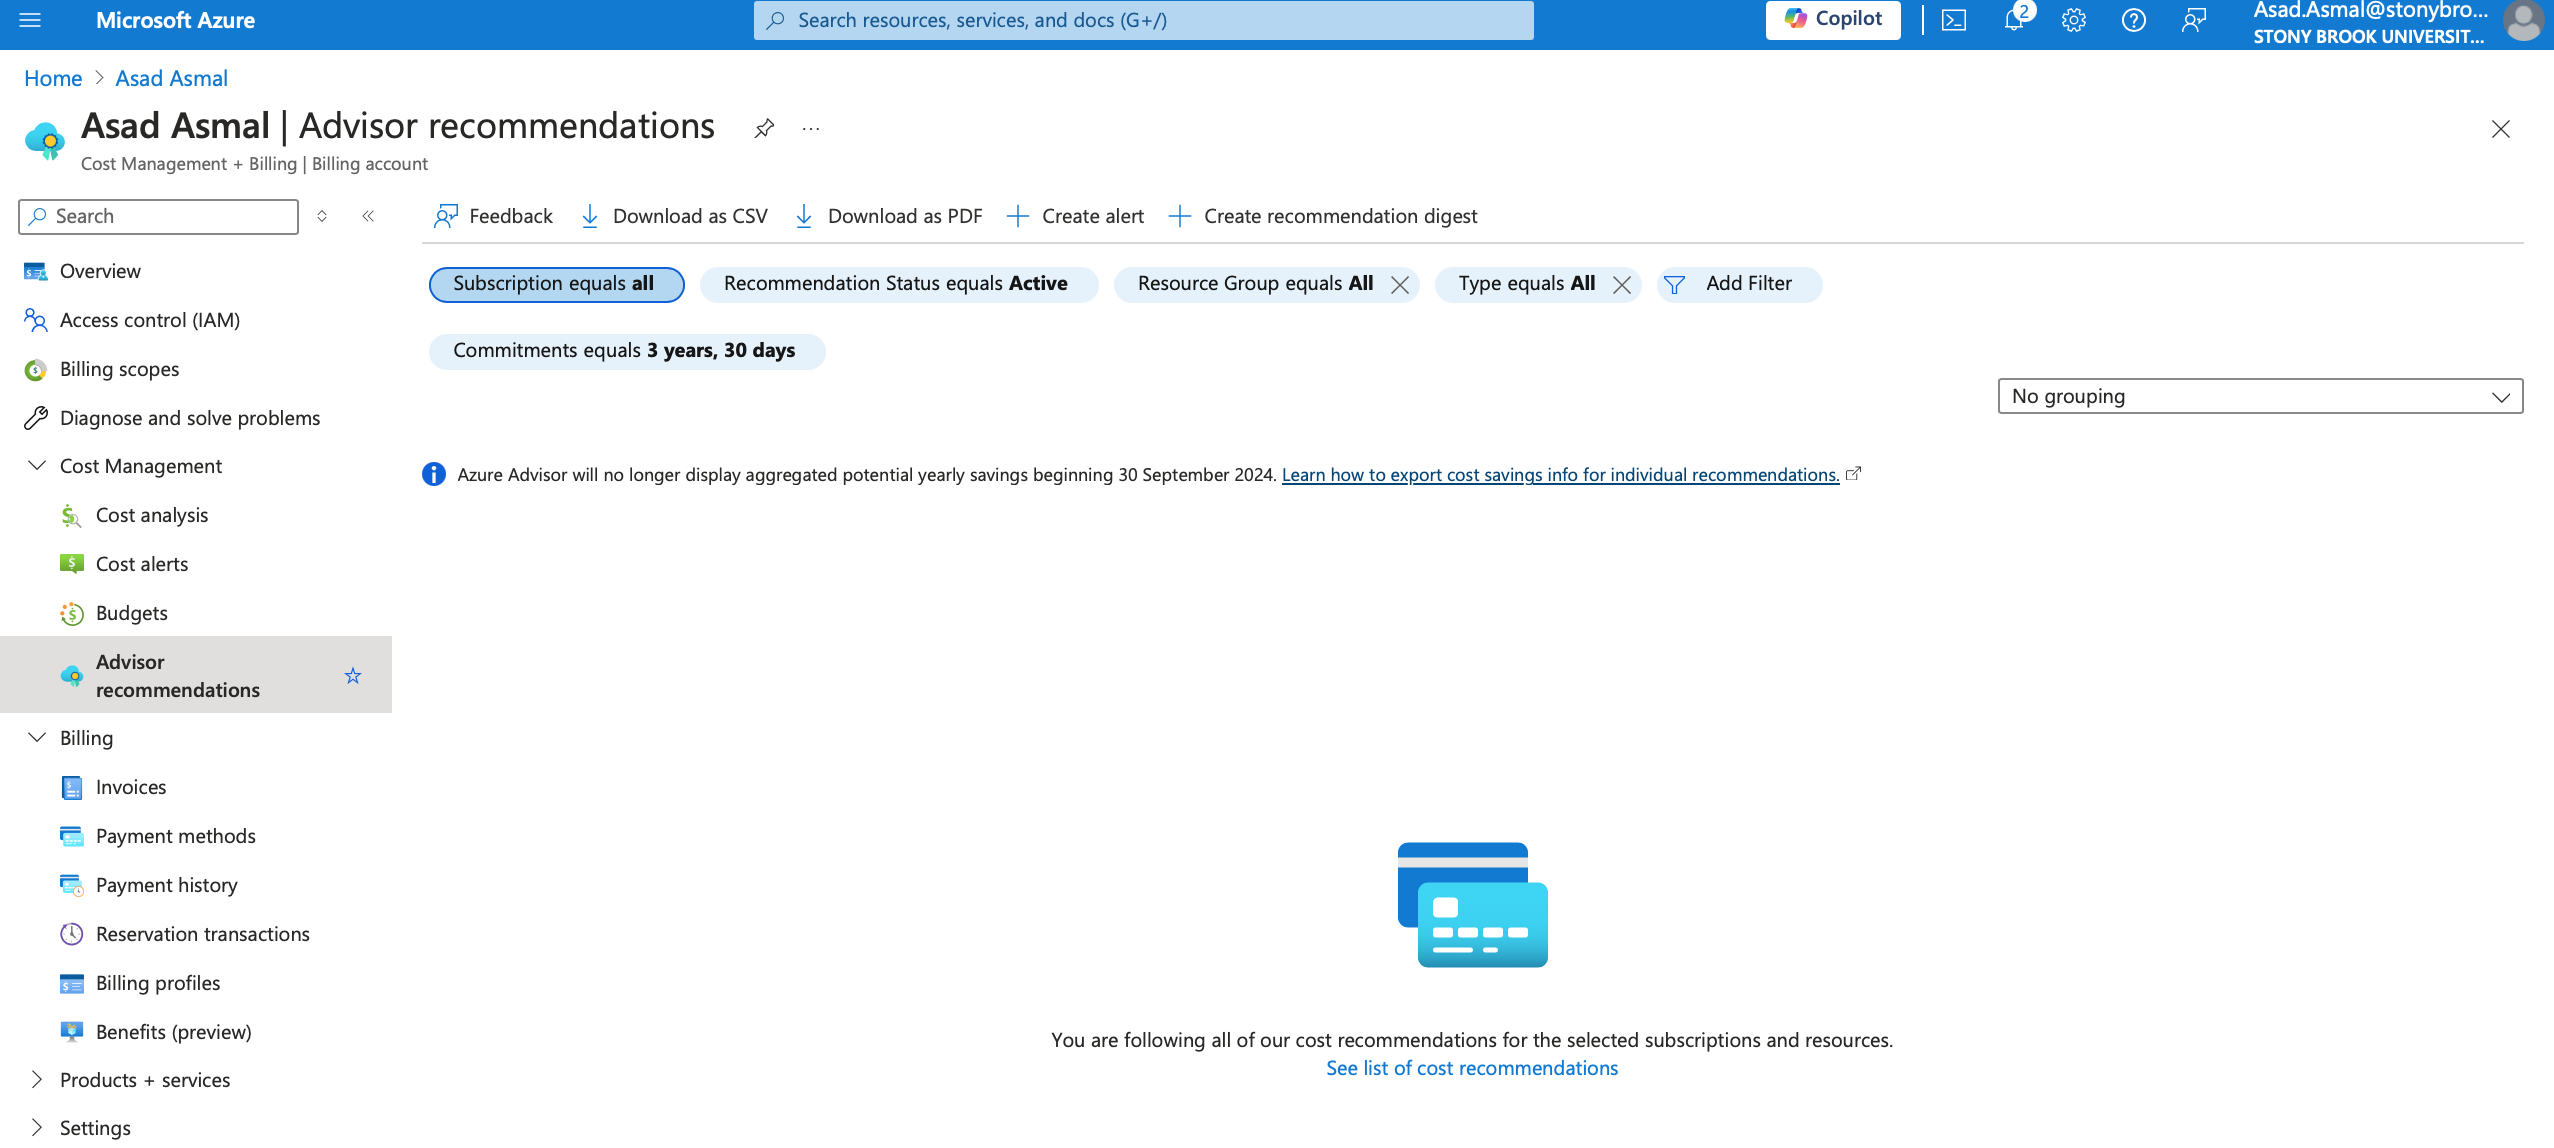 Microsoft Azure
Search resources, services, and docs (G+/)
Copilot
2
Asad.Asmal@stonybro...
STONY BROOK UNIVERSIT...
Home > Asad Asmal
Asad Asmal | Advisor recommendations
Cost Management + Billing | Billing account
Search
Overview
Access control (IAM)
Billing scopes
Diagnose and solve problems
Cost Management
Cost analysis
Cost alerts
Budgets
Advisor
recommendations
Billing
Invoices
Payment methods
Payment history
Reservation transactions
Billing profiles
Benefits (preview)
Products + services
Settings
Feedback
Download as CSV
Download as PDF
Create alert
Create recommendation digest
Subscription equals all
Recommendation Status equals Active
Resource Group equals All
Type equals All
Add Filter
Commitments equals 3 years, 30 days
No grouping
Azure Advisor will no longer display aggregated potential yearly savings beginning 30 September 2024. Learn how to export cost savings info for individual recommendations.
You are following all of our cost recommendations for the selected subscriptions and resources.
See list of cost recommendations